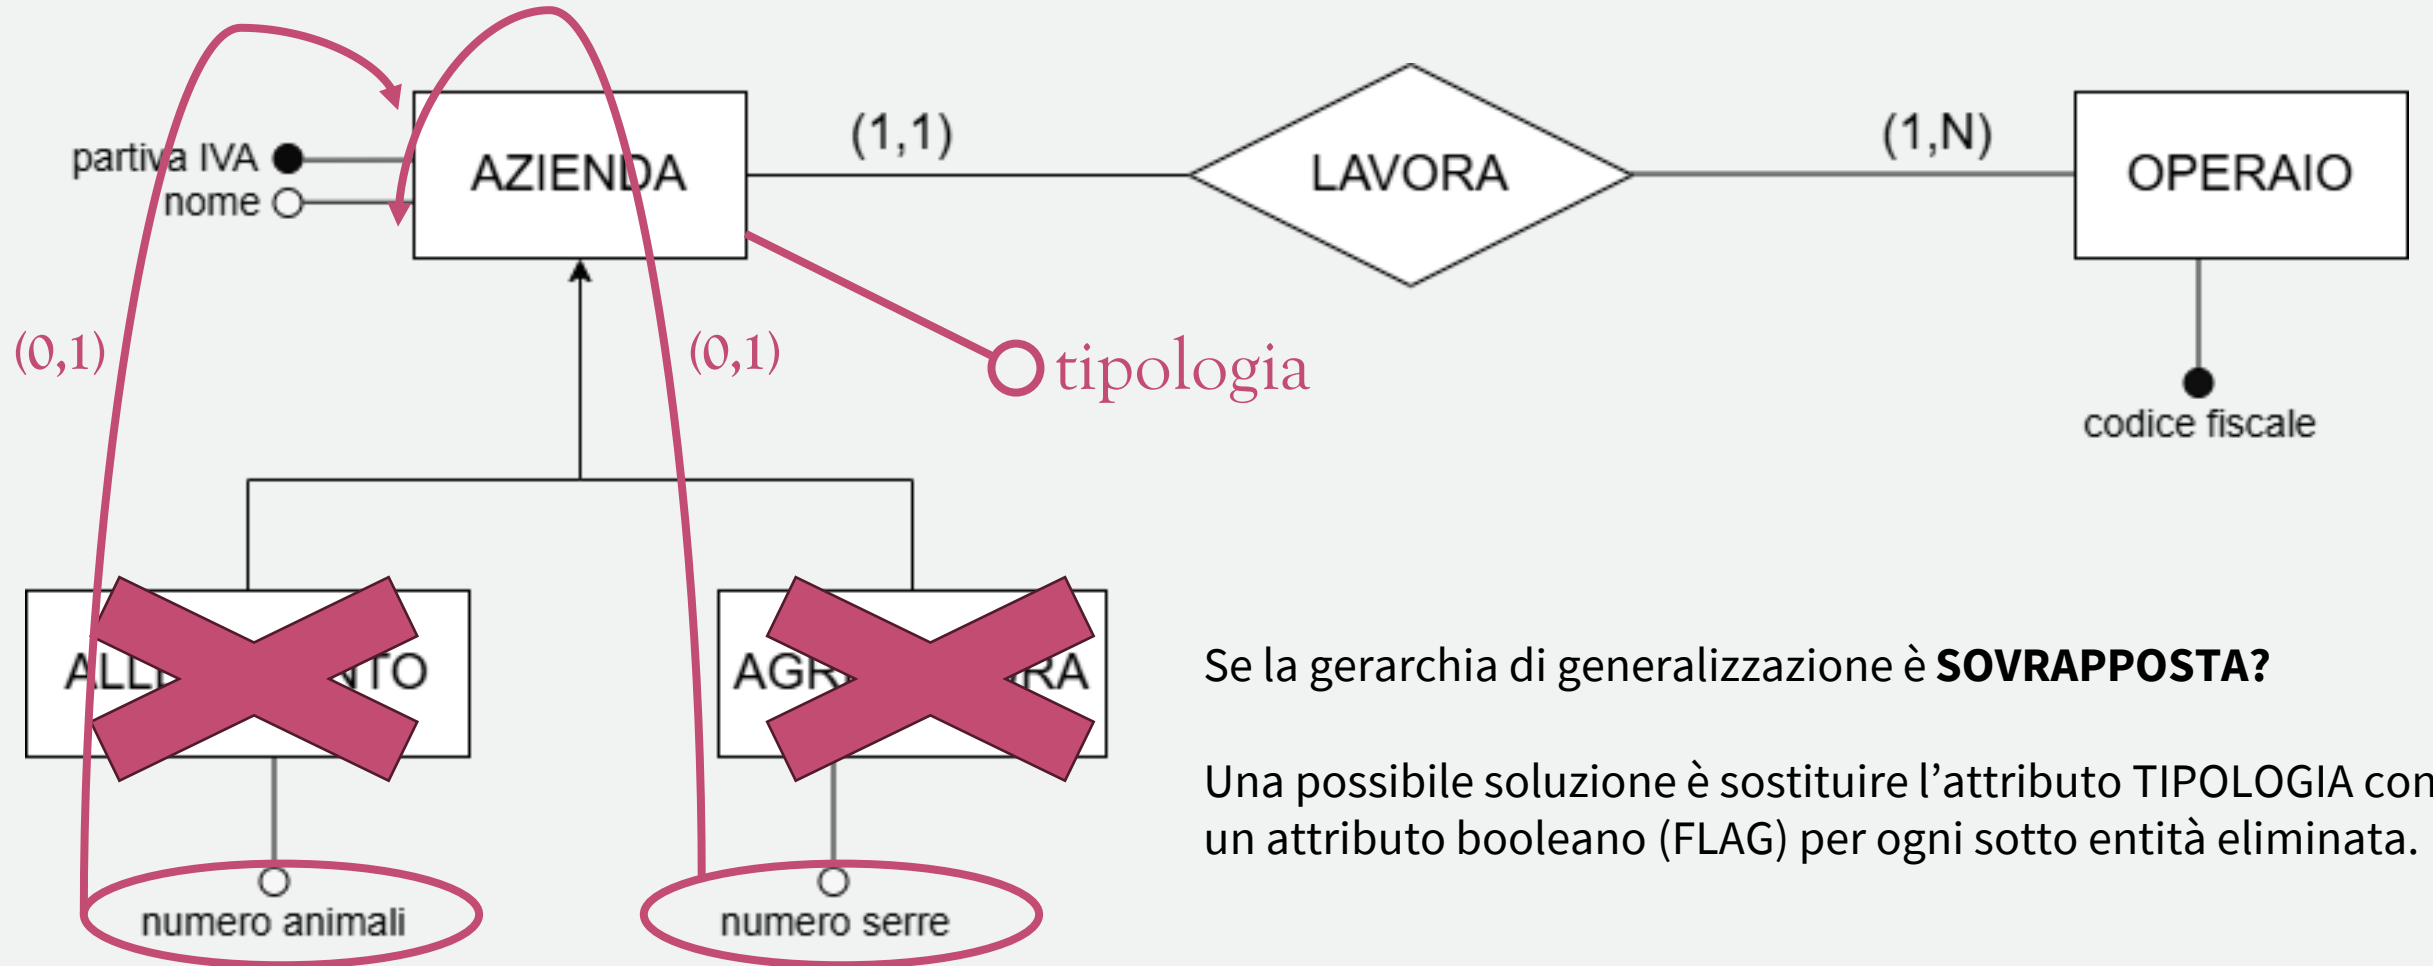 (1,1)
(1,N)
partiva IVA
nome
AZIENDA
LAVORA
OPERAIO
(0,1)
(0,1)
tipologia
codice fiscale
Se la gerarchia di generalizzazione è SOVRAPPOSTA?
Una possibile soluzione è sostituire l’attributo TIPOLOGIA con
un attributo booleano (FLAG) per ogni sotto entità eliminata.
numero animali
numero serre